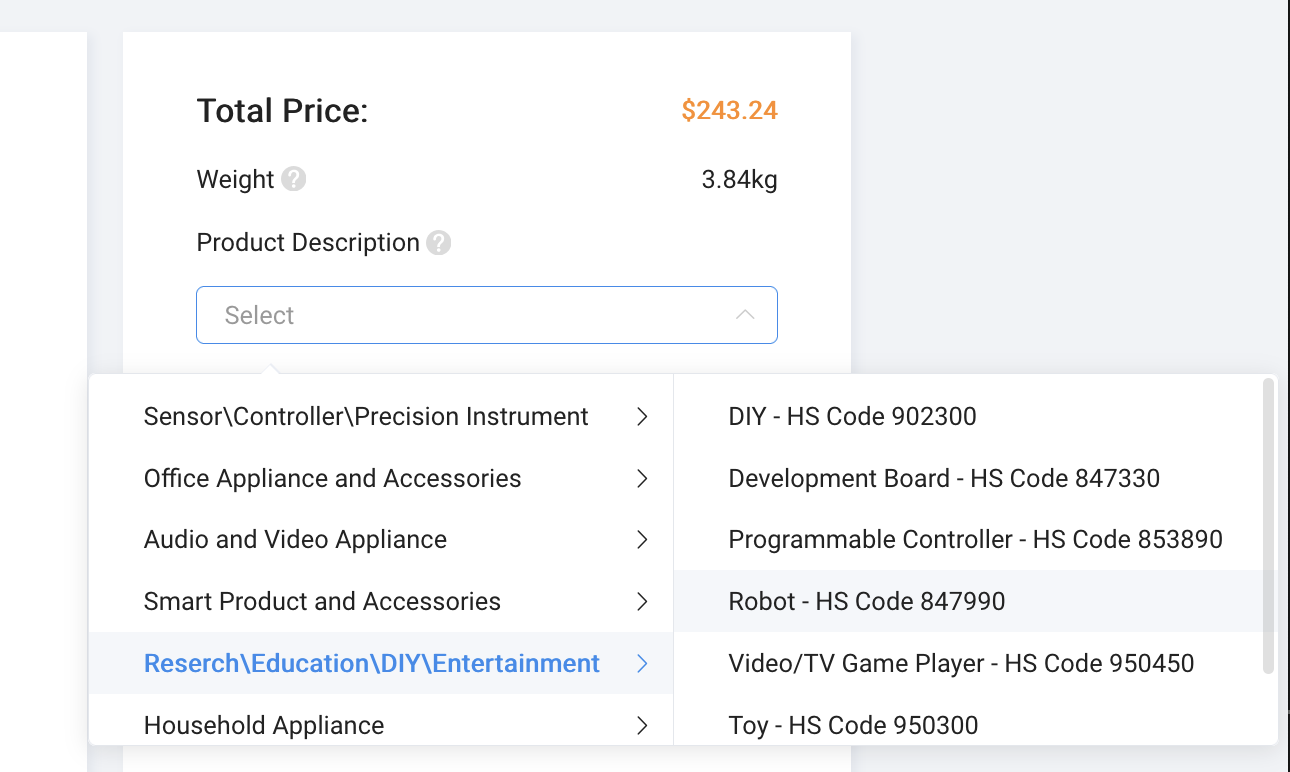 Total Price: $243.24
Weight ? 3.84kg
Product Description ?
Select
Sensor\Controller\Precision Instrument
Office Appliance and Accessories
Audio and Video Appliance
Smart Product and Accessories
Reserch\Education\DIY\Entertainment
Household Appliance
DIY - HS Code 902300
Development Board - HS Code 847330
Programmable Controller - HS Code 853890
Robot - HS Code 847990
Video/TV Game Player - HS Code 950450
Toy - HS Code 950300